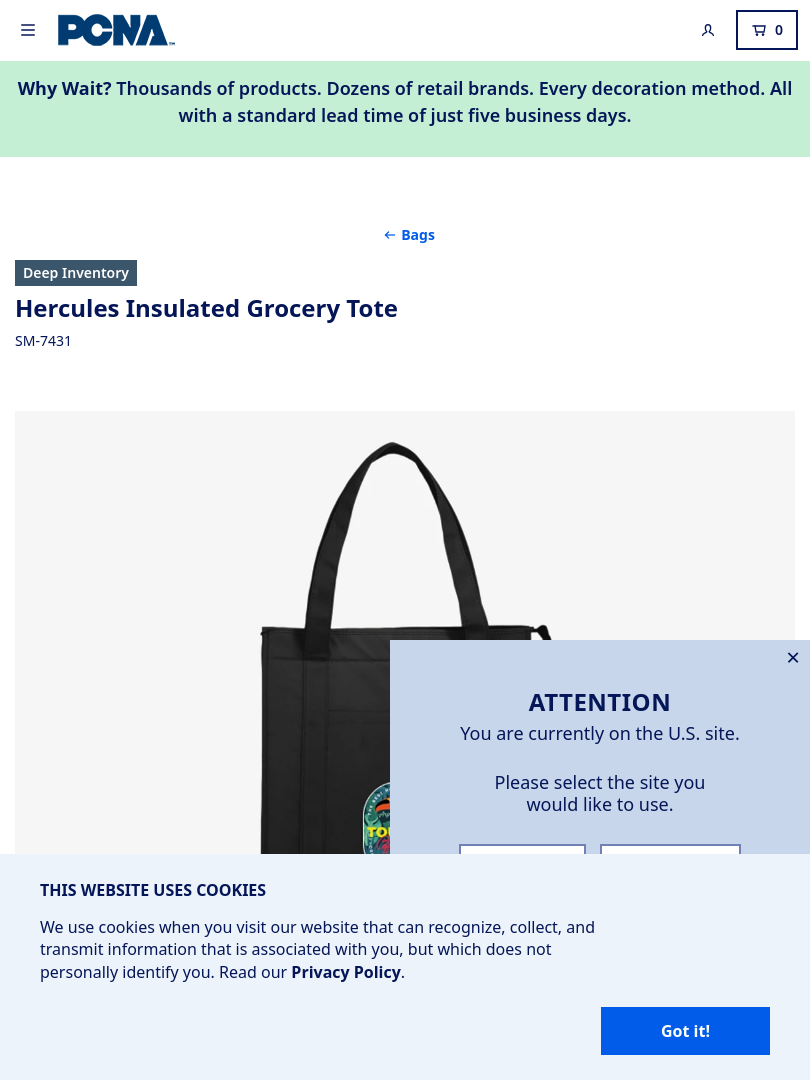 PCNA™
0
Why Wait? Thousands of products. Dozens of retail brands. Every decoration method. All
with a standard lead time of just five business days.
Bags
Deep Inventory
Hercules Insulated Grocery Tote
SM-7431
ATTENTION
You are currently on the U.S. site.
Please select the site you
would like to use.
THIS WEBSITE USES COOKIES
We use cookies when you visit our website that can recognize, collect, and
transmit information that is associated with you, but which does not
personally identify you. Read our Privacy Policy.
Got it!